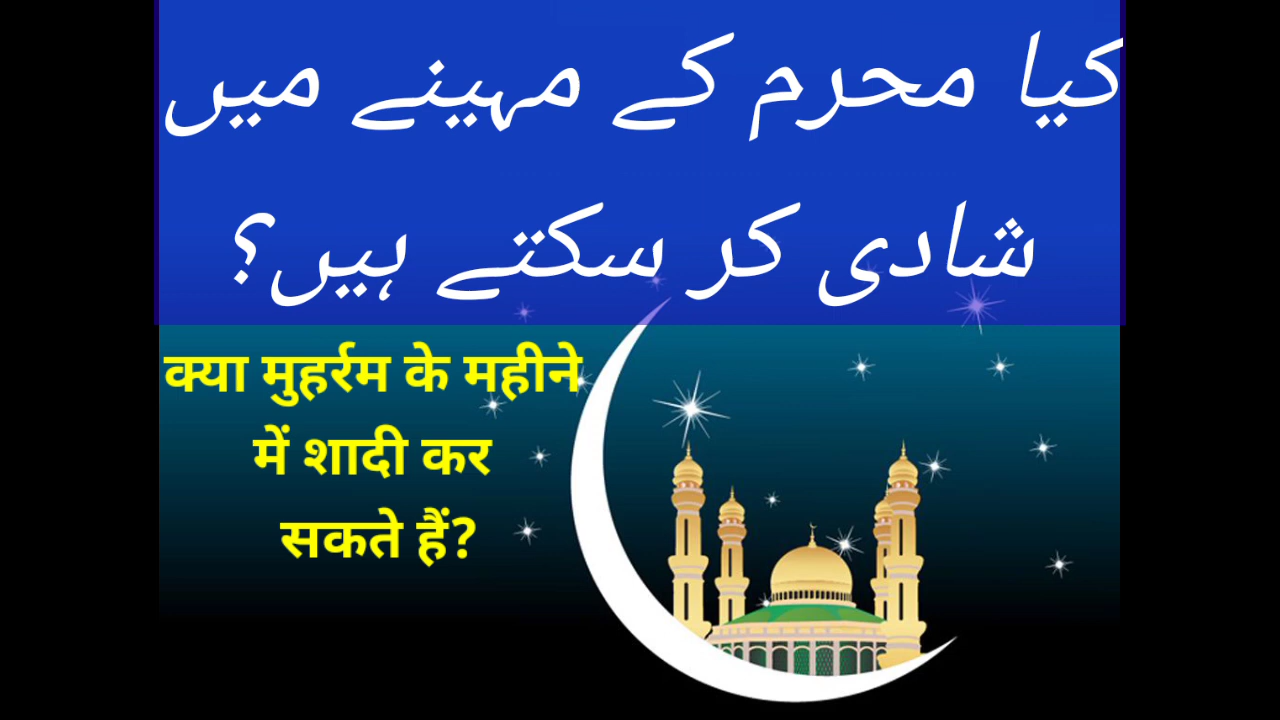 کیا محرم کے مہینے میں
شادی کر سکتے ہیں؟
क्या मुहर्रम के महीने
में शादी कर
सकते हैं?